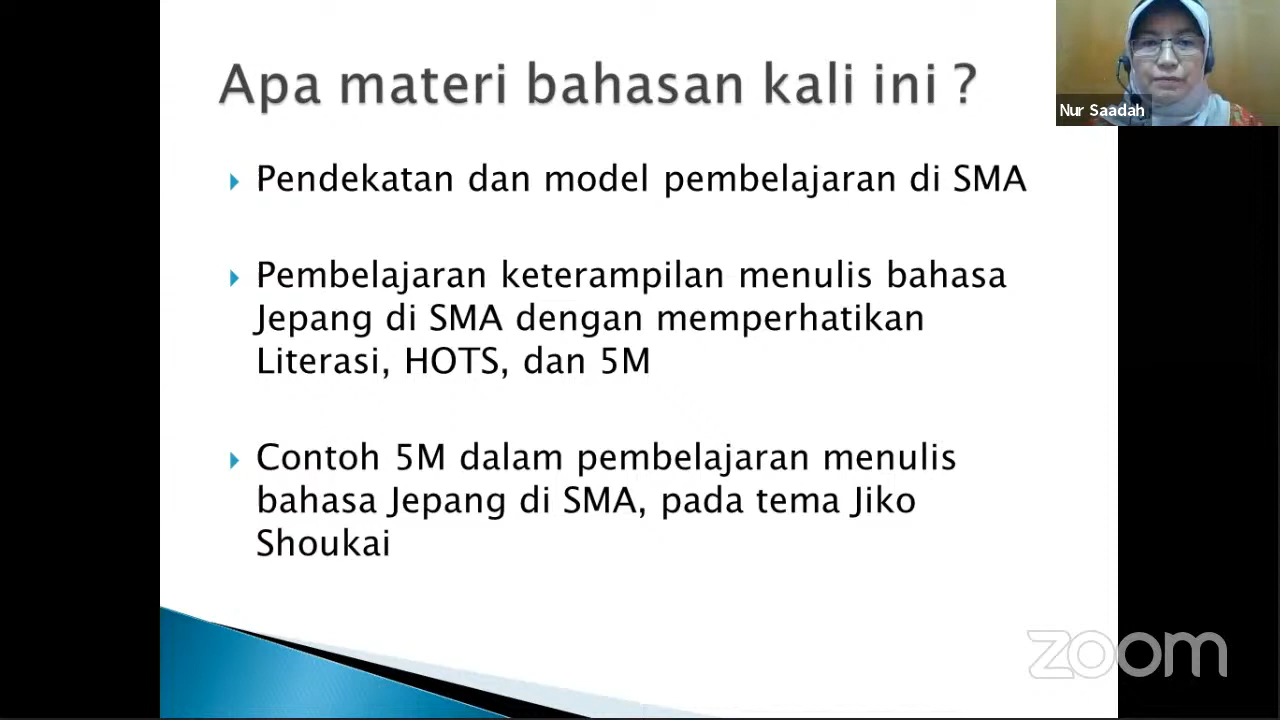 Apa materi bahasan kali ini ?
Nur Saadah
Pendekatan dan model pembelajaran di SMA
Pembelajaran keterampilan menulis bahasa
Jepang di SMA dengan memperhatikan
Literasi, HOTS, dan 5M
Contoh 5M dalam pembelajaran menulis
bahasa Jepang di SMA, pada tema Jiko
Shoukai
zoom